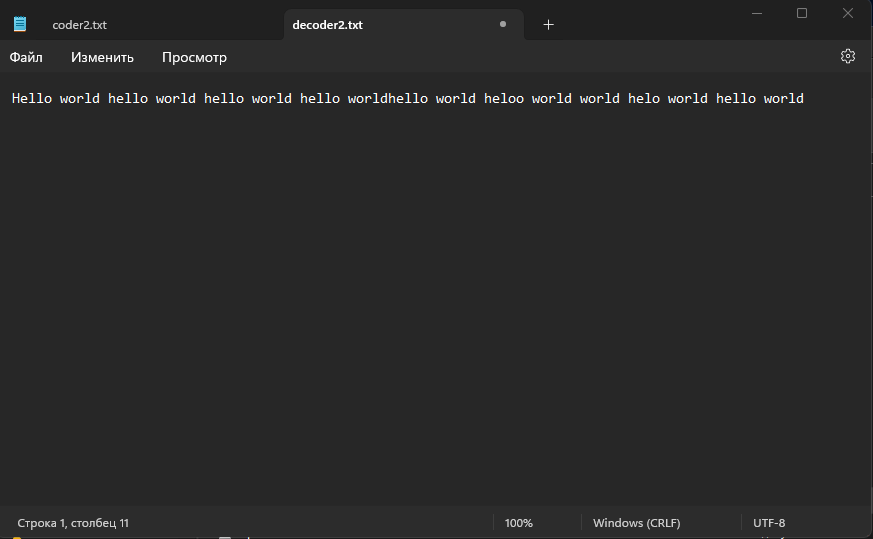 coder2.txt
decoder2.txt
Файл Изменить Просмотр
Hello world hello world hello world hello worldhello world heloo world world helo world hello world
Строка 1, столбец 11 100% Windows (CRLF) UTF-8